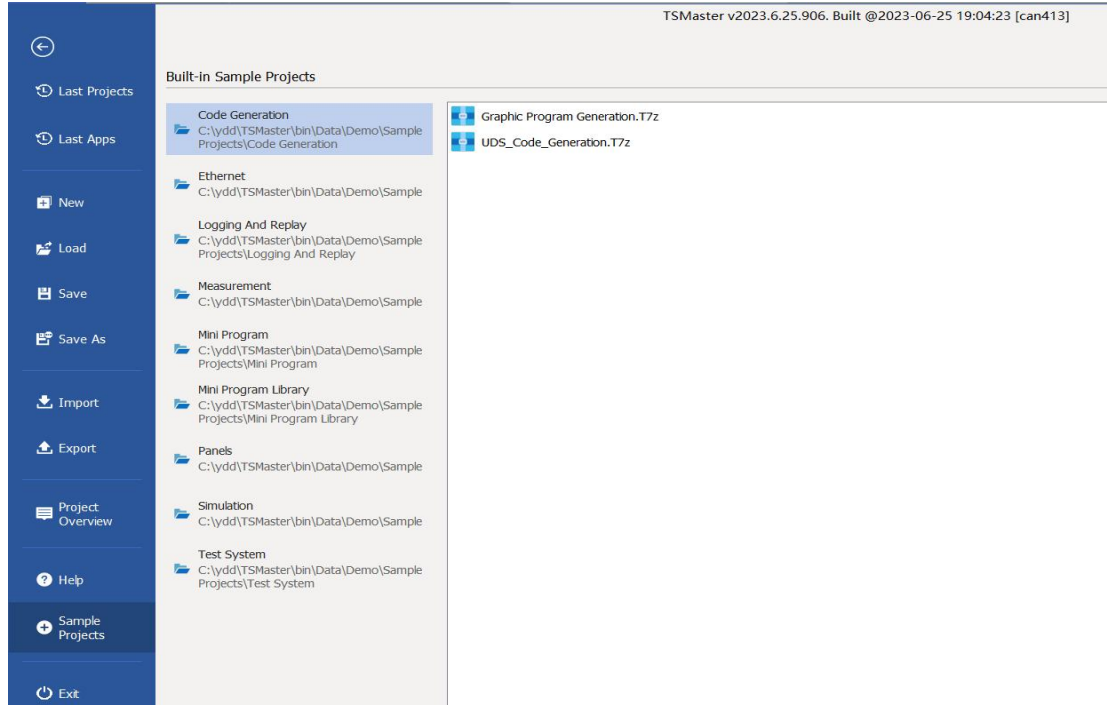 TSMaster v2023.6.25.906. Built @2023-06-25 19:04:23 [can413]
Last Projects
Last Apps
New
Load
Save
Save As
Import
Export
Project
Overview
Help
Sample
Projects
Exit
Built-in Sample Projects
Code Generation
C:\ydd\TSMaster\bin\Data\Demo\Sample
Projects\Code Generation
Ethernet
C:\ydd\TSMaster\bin\Data\Demo\Sample
Logging And Replay
C:\ydd\TSMaster\bin\Data\Demo\Sample
Projects\Logging And Replay
Measurement
C:\ydd\TSMaster\bin\Data\Demo\Sample
Mini Program
C:\ydd\TSMaster\bin\Data\Demo\Sample
Projects\Mini Program
Mini Program Library
C:\ydd\TSMaster\bin\Data\Demo\Sample
Projects\Mini Program Library
Panels
C:\ydd\TSMaster\bin\Data\Demo\Sample
Simulation
C:\ydd\TSMaster\bin\Data\Demo\Sample
Test System
C:\ydd\TSMaster\bin\Data\Demo\Sample
Projects\Test System
Graphic Program Generation.T7z
UDS_Code_Generation.T7z